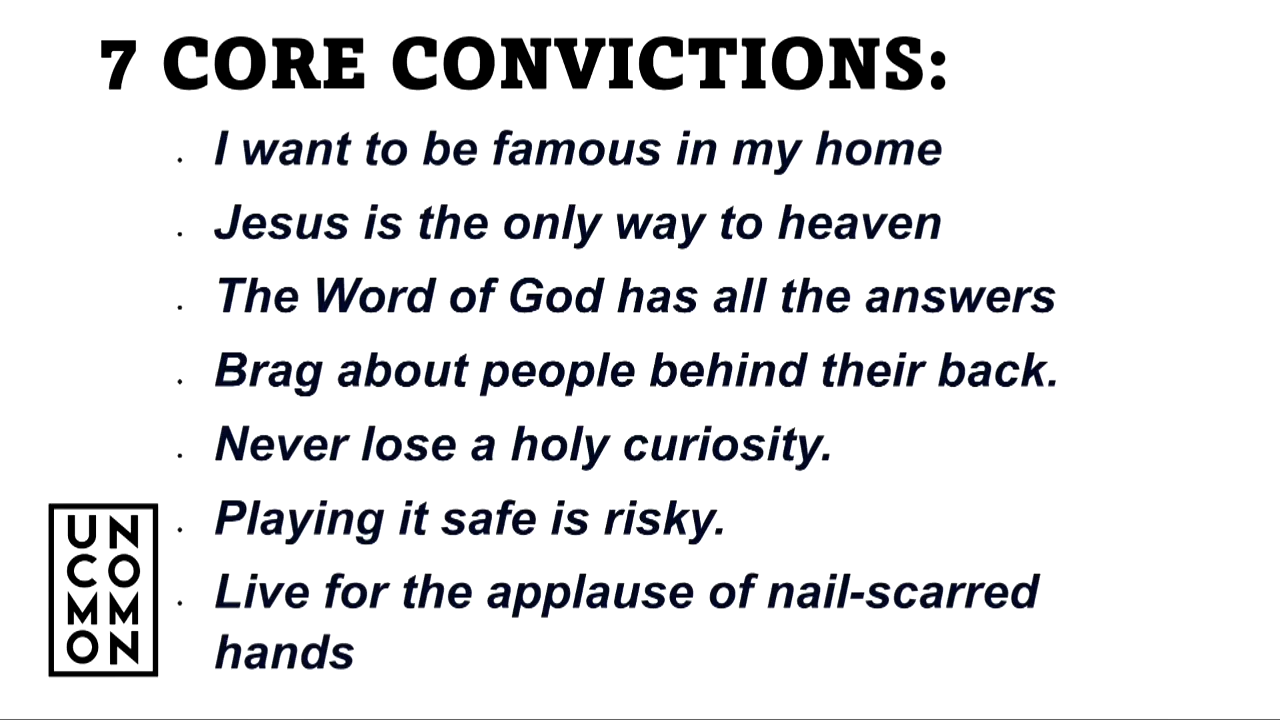 7 CORE CONVICTIONS:
. I want to be famous in my home
. Jesus is the only way to heaven
. The Word of God has all the answers
. Brag about people behind their back.
. Never lose a holy curiosity.
. Playing it safe is risky.
. Live for the applause of nail-scarred
hands
UN
CO
MM
ON